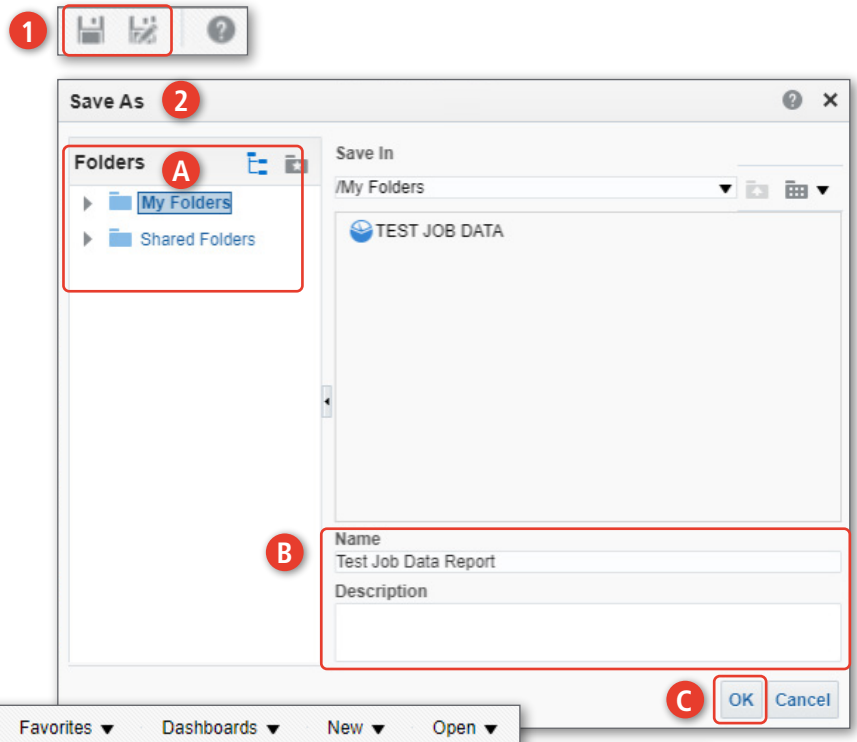 1
?
Save As 2
? ×
Folders A
My Folders
Shared Folders
Save In
/My Folders
TEST JOB DATA
B
Name
Test Job Data Report
Description
C
OK Cancel
Favorites ▼ Dashboards ▼ New ▼ Open ▼